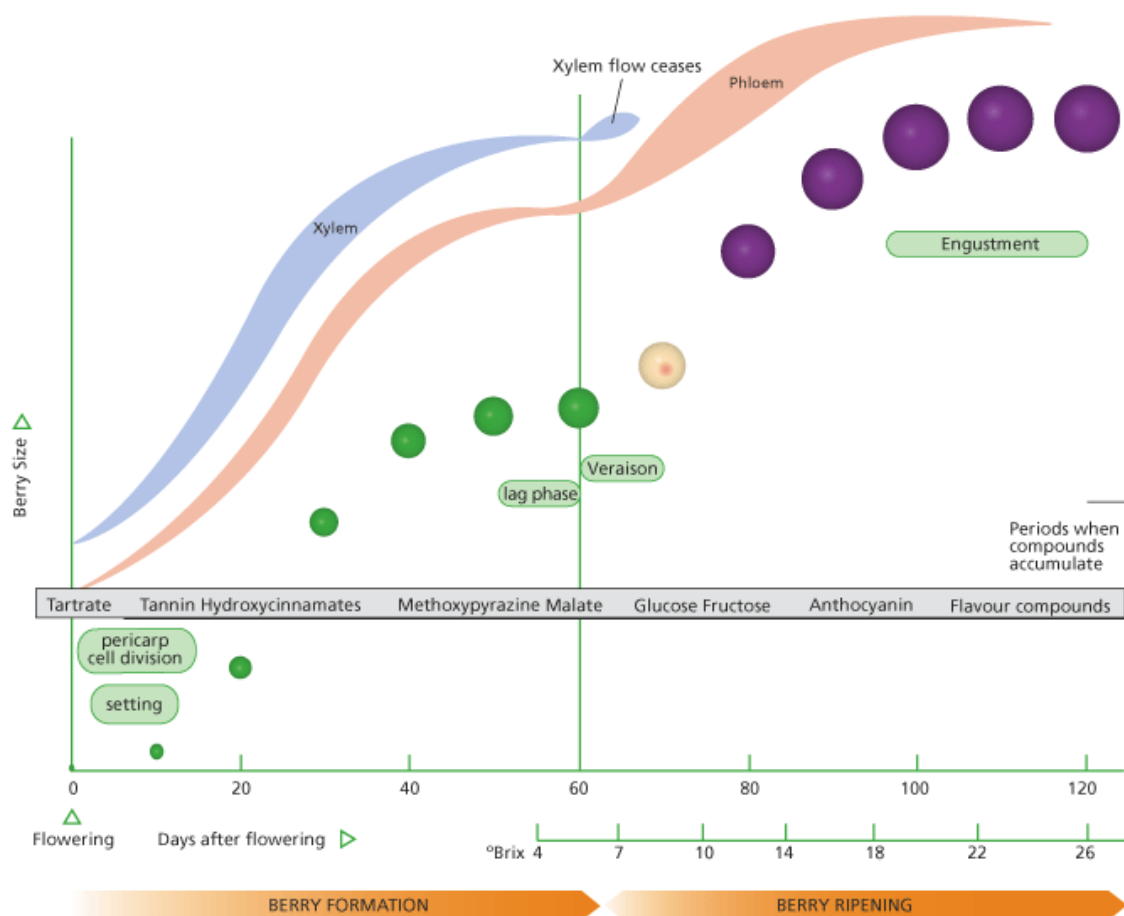 Xylem flow ceases
Phloem
Xylem
Engustment
Berry Size
Veraison
lag phase
Periods when
compounds
accumulate
Tartrate Tannin Hydroxycinnamates Methoxypyrazine Malate Glucose Fructose Anthocyanin Flavour compounds
pericarp
cell division
setting
0 20 40 60 80 100 120
Flowering Days after flowering
ºBrix 4 7 10 14 18 22 26
BERRY FORMATION BERRY RIPENING